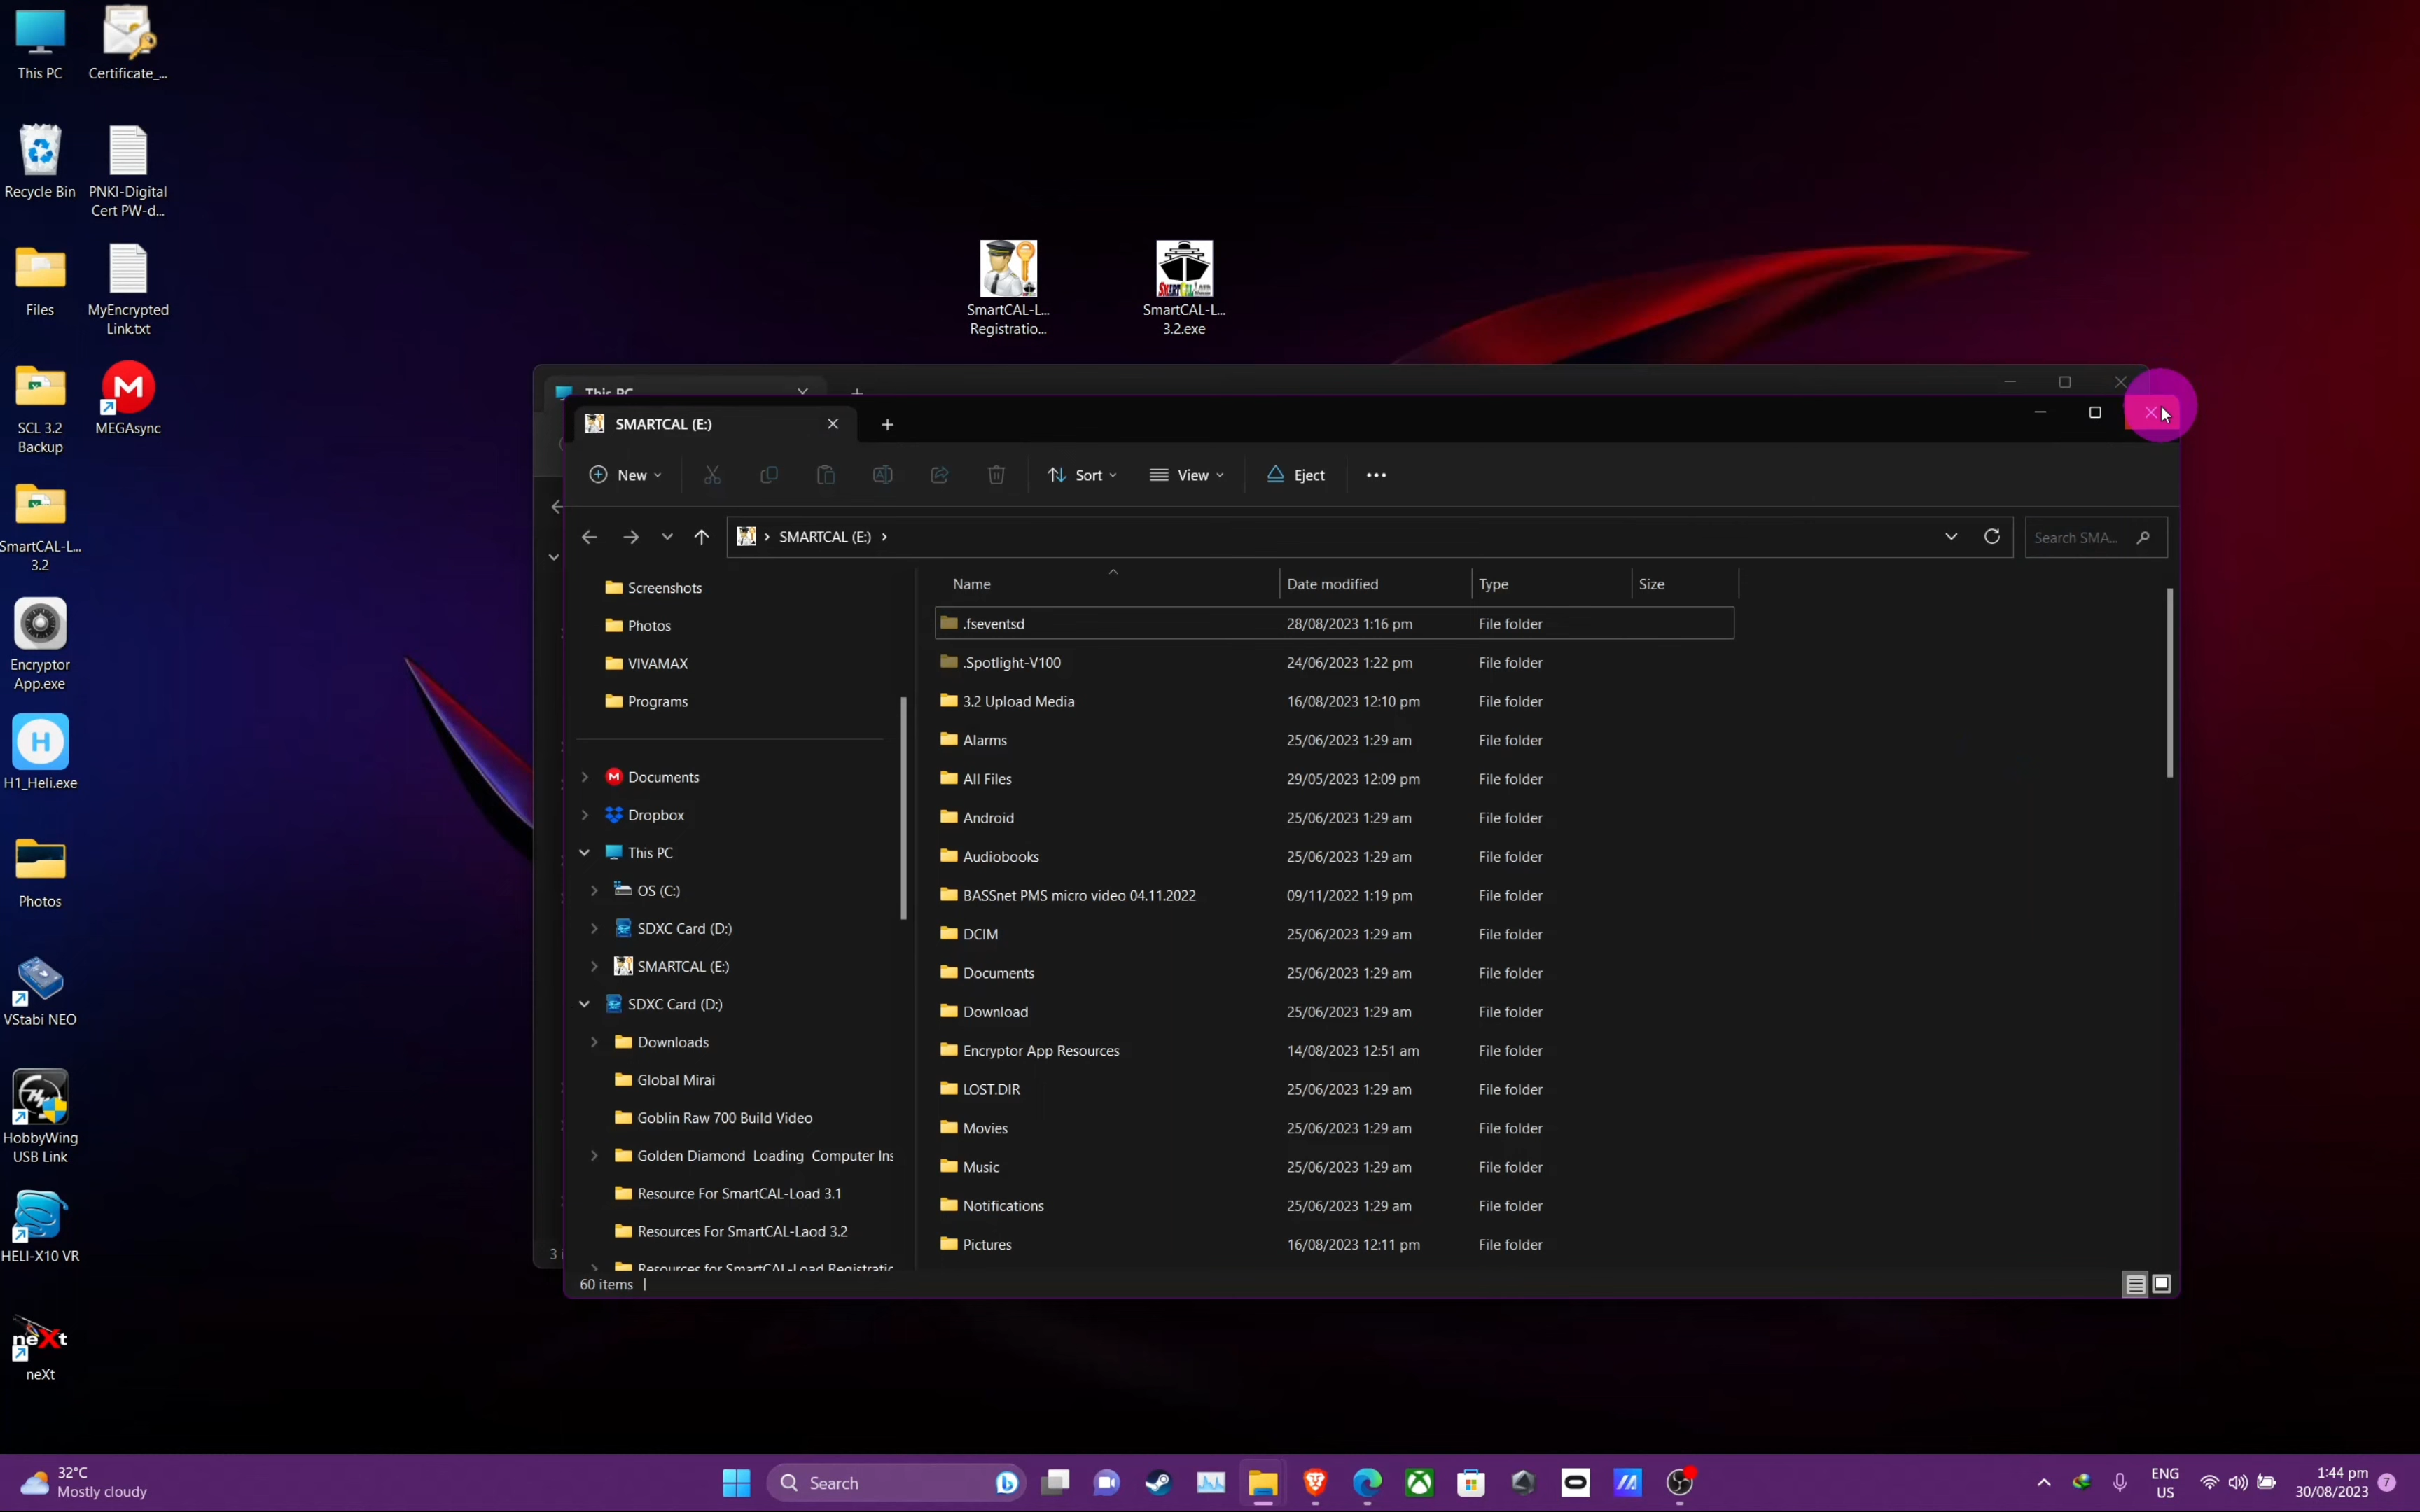 This PC
Certificate_...
Recycle Bin
PNKI-Digital
Cert PW-d...
Files
MyEncrypted
Link.txt
SCL 3.2
Backup
MEGAsync
SmartCAL-L...
3.2
Encryptor
App.exe
H1_Heli.exe
Photos
VStabi NEO
HobbyWing
USB Link
HELI-X10 VR
neXt
neXt
SmartCAL-L...
Registratio...
SmartCAL-L...
3.2.exe
This PC
SMARTCAL (E:)
New
Sort
View
Eject
SMARTCAL (E:)
Search SMA...
Screenshots
Photos
VIVAMAX
Programs
Documents
Dropbox
This PC
OS (C:)
SDXC Card (D:)
SMARTCAL (E:)
SDXC Card (D:)
Downloads
Global Mirai
Goblin Raw 700 Build Video
Golden Diamond Loading Computer Ins
Resource For SmartCAL-Load 3.1
Resources For SmartCAL-Laod 3.2
Resources for SmartCAL-Load Registratic
Name Date modified Type Size
.fseventsd 28/08/2023 1:16 pm File folder
.Spotlight-V100 24/06/2023 1:22 pm File folder
3.2 Upload Media 16/08/2023 12:10 pm File folder
Alarms 25/06/2023 1:29 am File folder
All Files 29/05/2023 12:09 pm File folder
Android 25/06/2023 1:29 am File folder
Audiobooks 25/06/2023 1:29 am File folder
BASSnet PMS micro video 04.11.2022 09/11/2022 1:19 pm File folder
DCIM 25/06/2023 1:29 am File folder
Documents 25/06/2023 1:29 am File folder
Download 25/06/2023 1:29 am File folder
Encryptor App Resources 14/08/2023 12:51 am File folder
LOST.DIR 25/06/2023 1:29 am File folder
Movies 25/06/2023 1:29 am File folder
Music 25/06/2023 1:29 am File folder
Notifications 25/06/2023 1:29 am File folder
Pictures 16/08/2023 12:11 pm File folder
3 i
60 items
32°C
Mostly cloudy
Search
ENG
US
1:44 pm
30/08/2023
7